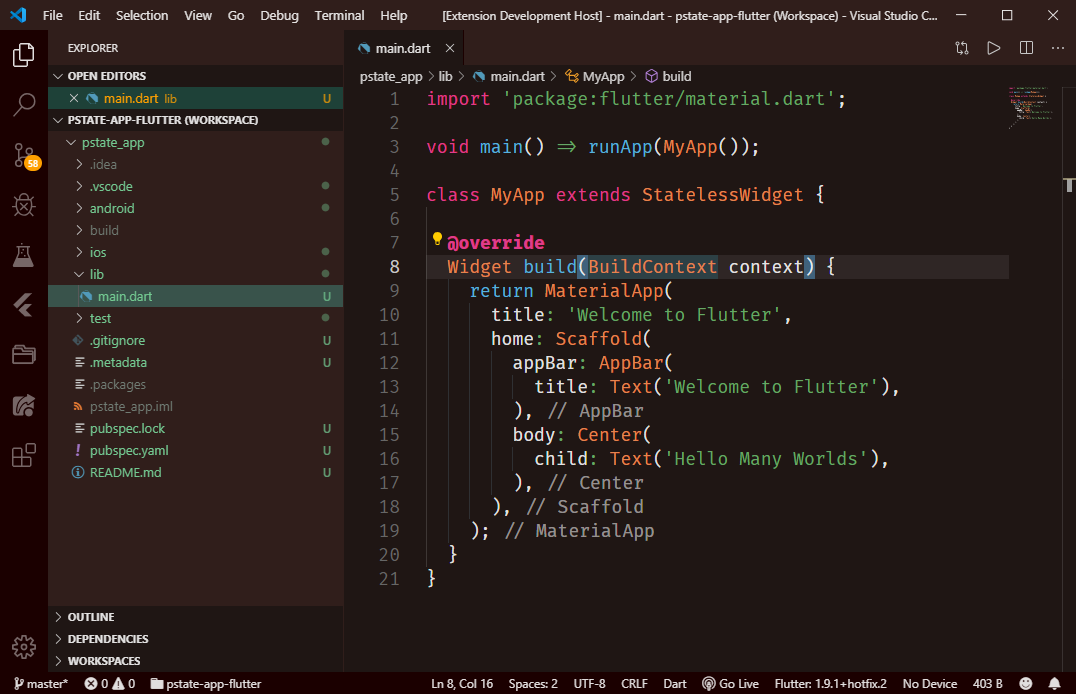 File Edit Selection View Go Debug Terminal Help [Extension Development Host] - main.dart - pstate-app-flutter (Workspace) - Visual Studio C...
EXPLORER
OPEN EDITORS
main.dart lib U
PSTATE-APP-FLUTTER (WORKSPACE)
pstate_app
.idea
.vscode
android
build
ios
lib
main.dart U
test
.gitignore U
.metadata U
.packages
pstate_app.iml
pubspec.lock U
pubspec.yaml U
README.md U
OUTLINE
DEPENDENCIES
WORKSPACES
58
main.dart
pstate_app > lib > main.dart > MyApp > build
1 import 'package:flutter/material.dart';
2
3 void main() => runApp(MyApp());
4
5 class MyApp extends StatelessWidget {
6
7 @override
8 Widget build(BuildContext context) {
9 return MaterialApp(
10 title: 'Welcome to Flutter',
11 home: Scaffold(
12 appBar: AppBar(
13 title: Text('Welcome to Flutter'),
14 ), // AppBar
15 body: Center(
16 child: Text('Hello Many Worlds'),
17 ), // Center
18 ), // Scaffold
19 ); // MaterialApp
20 }
21 }
master* 0 0 pstate-app-flutter Ln 8, Col 16 Spaces: 2 UTF-8 CRLF Dart Go Live Flutter: 1.9.1+hotfix.2 No Device 403 B